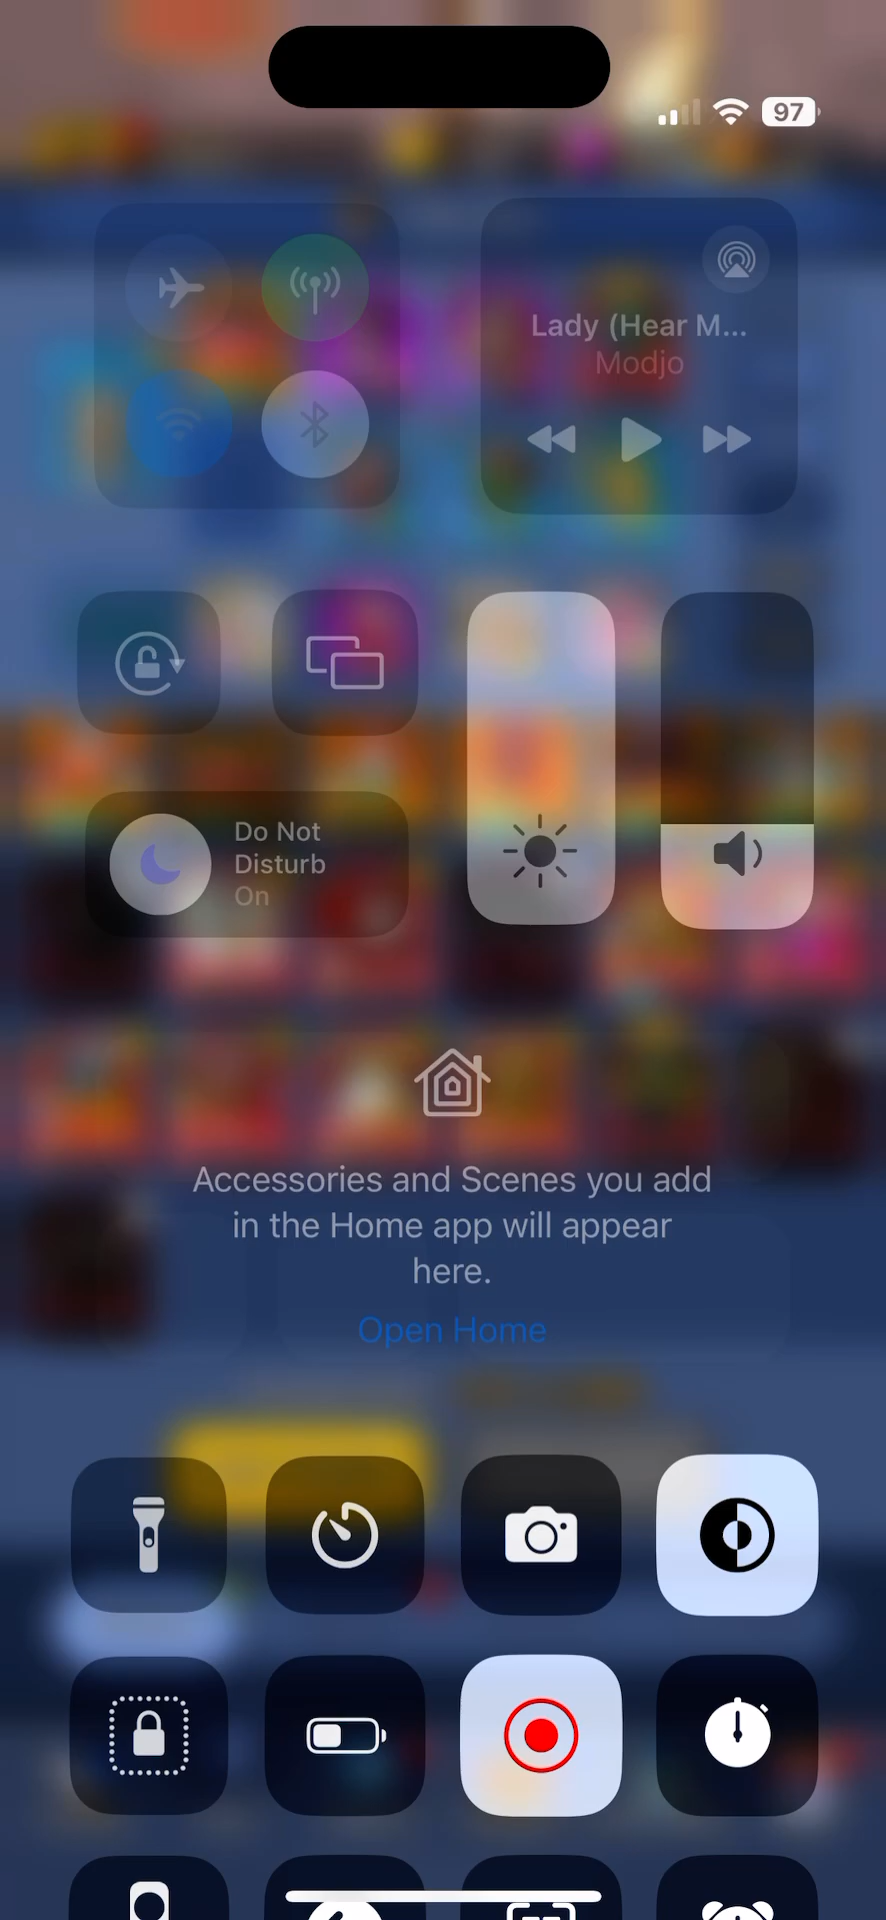 97
Lady (Hear M...
Modjo
Do Not
Disturb
On
Accessories and Scenes you add
in the Home app will appear
here.
Open Home